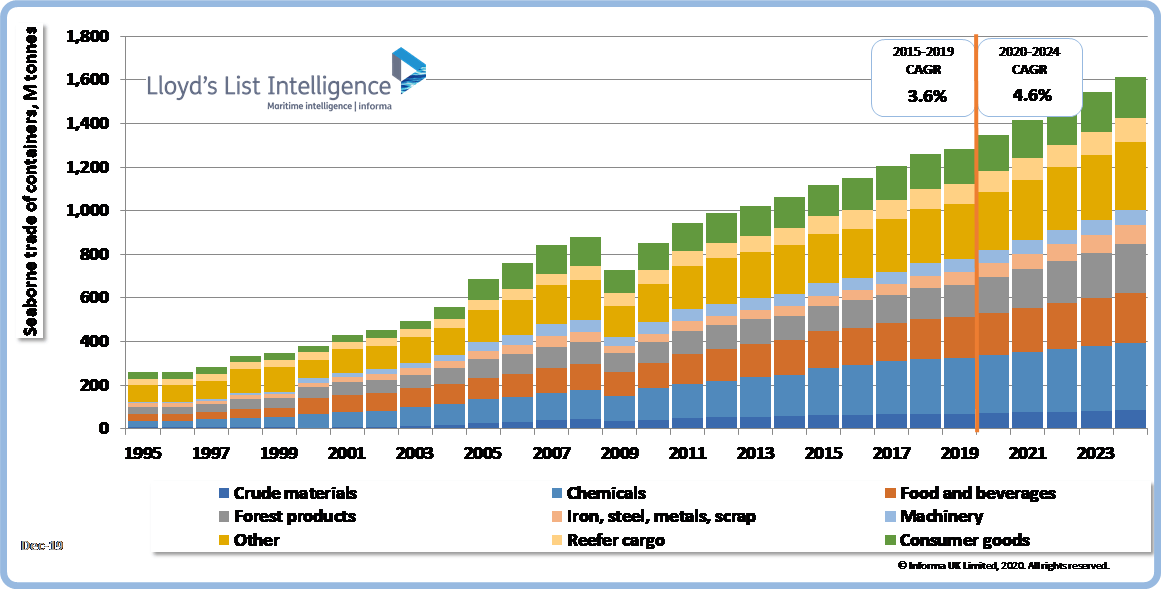 Seaborne trade of containers, M tonnes
1,800
1,600
1,400
1,200
1,000
800
600
400
200
0
Lloyd's List Intelligence
Maritime intelligence | informa
2015-2019
CAGR
3.6%
2020-2024
CAGR
4.6%
1995 1997 1999 2001 2003 2005 2007 2009 2011 2013 2015 2017 2019 2021 2023
Crude materials Chemicals Food and beverages
Forest products Iron, steel, metals, scrap Machinery
Other Reefer cargo Consumer goods
Dec-19
© Informa UK Limited, 2020. All rights reserved.